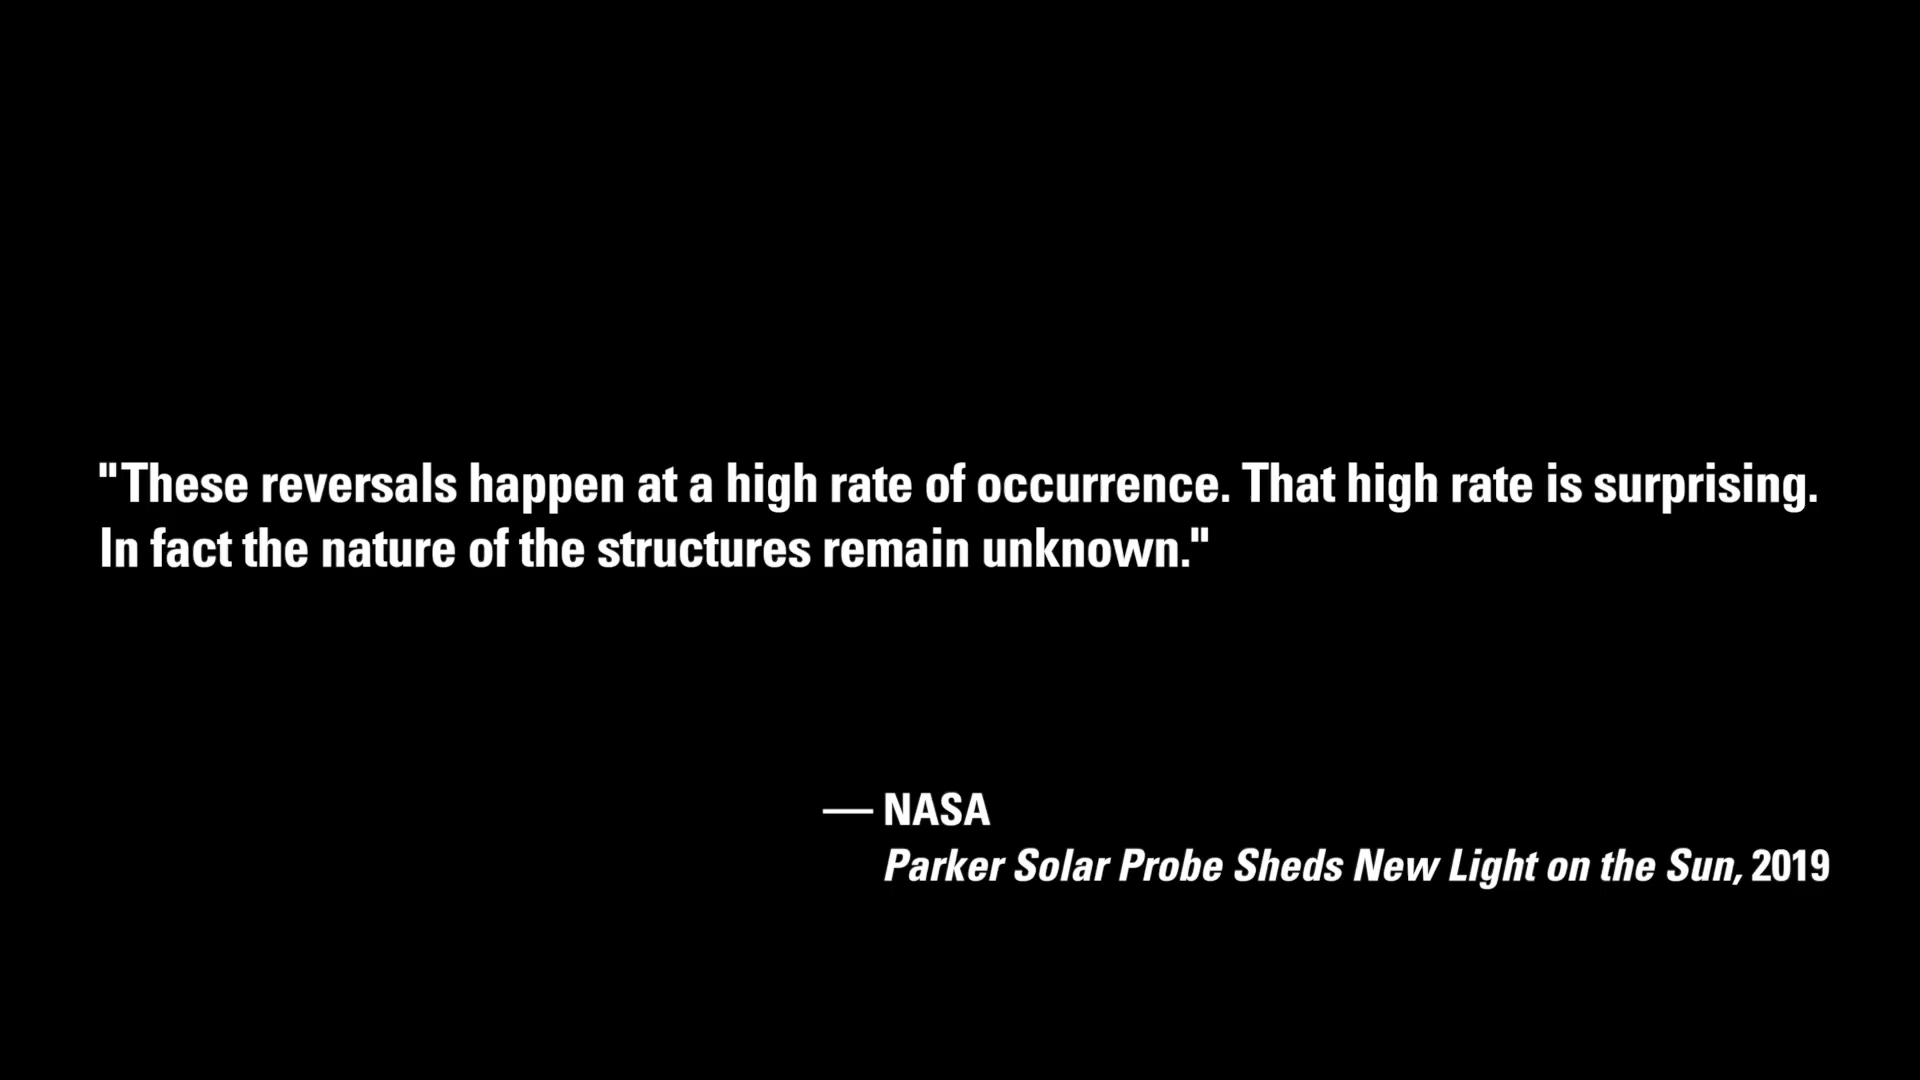 "These reversals happen at a high rate of occurrence. That high rate is surprising.
In fact the nature of the structures remain unknown."
— NASA
Parker Solar Probe Sheds New Light on the Sun, 2019